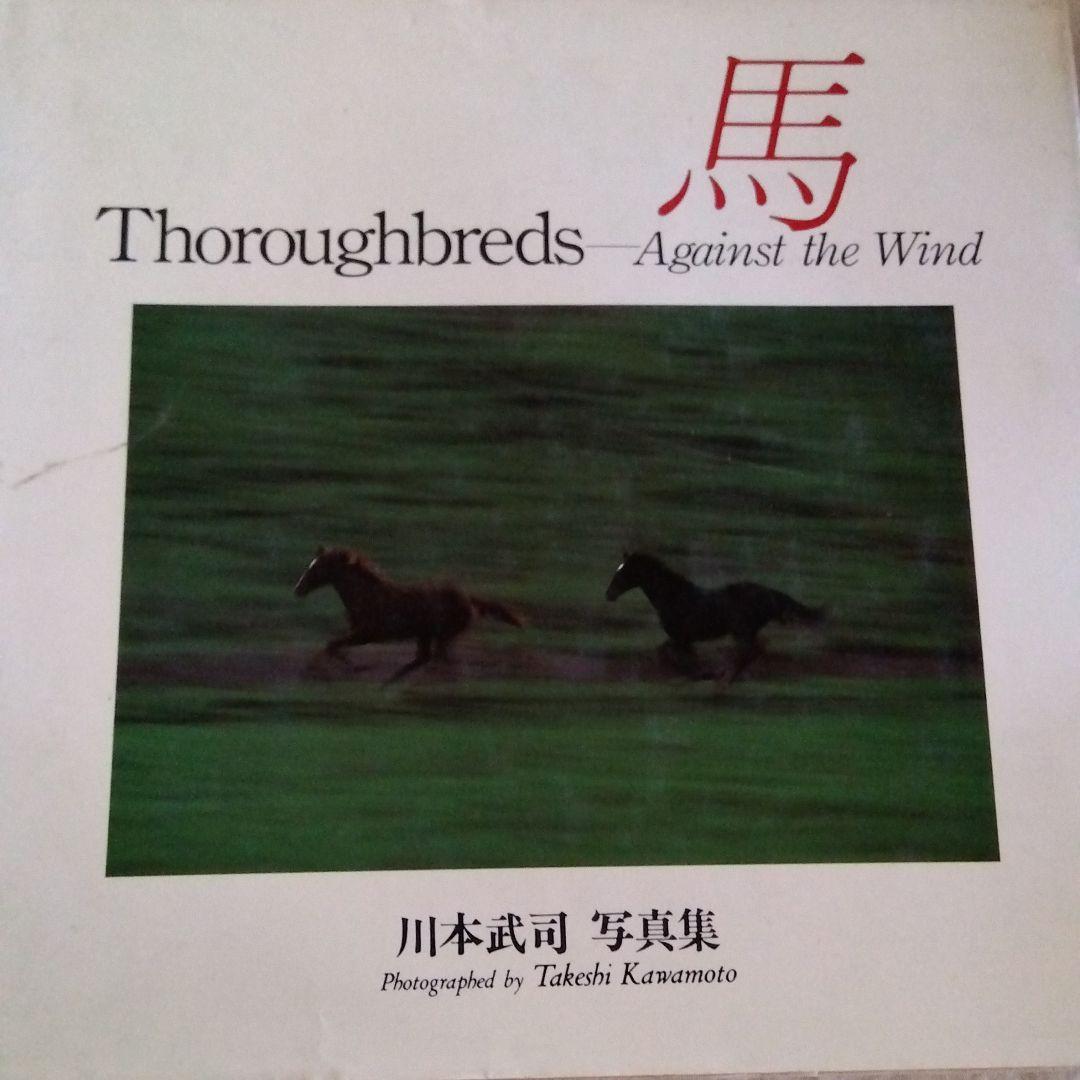 馬
Thoroughbreds—Against the Wind
川本武司 写真集
Photographed by Takeshi Kawamoto